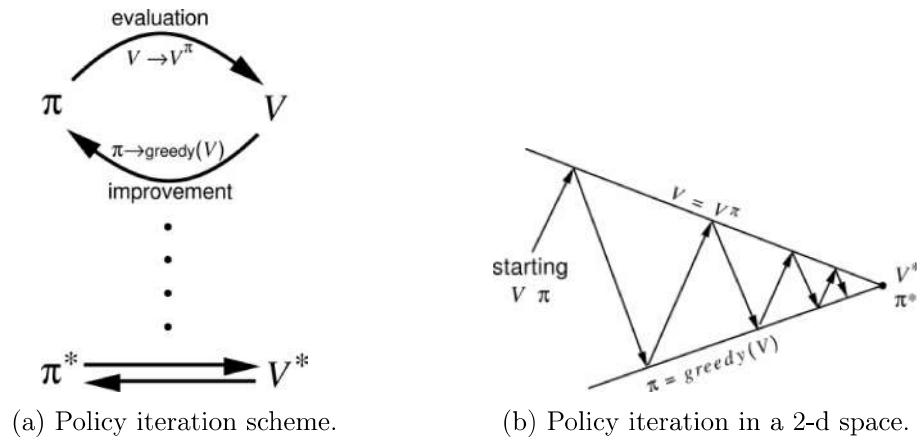 evaluation
V → V^π
π
V
π→greedy(V)
improvement
π*
V*
(a) Policy iteration scheme.
V = V^π
starting
V π
V*
π*
π = greedy(V)
(b) Policy iteration in a 2-d space.